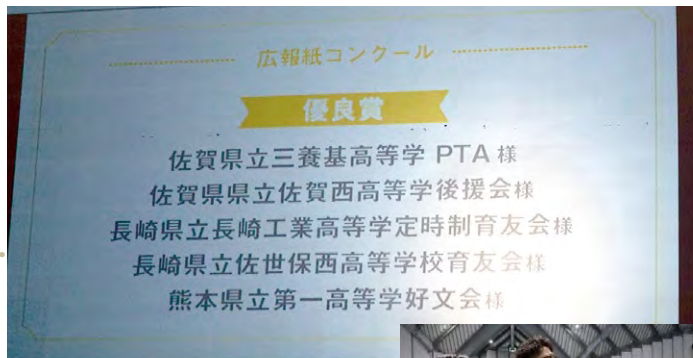 広報紙コンクール
優良賞
佐賀県立三養基高等学 PTA 様
佐賀県県立佐賀西高等学後援会様
長崎県立長崎工業高等学定時制育友会様
長崎県立佐世保西高等学校育友会様
熊本県立第一高等学好文会様